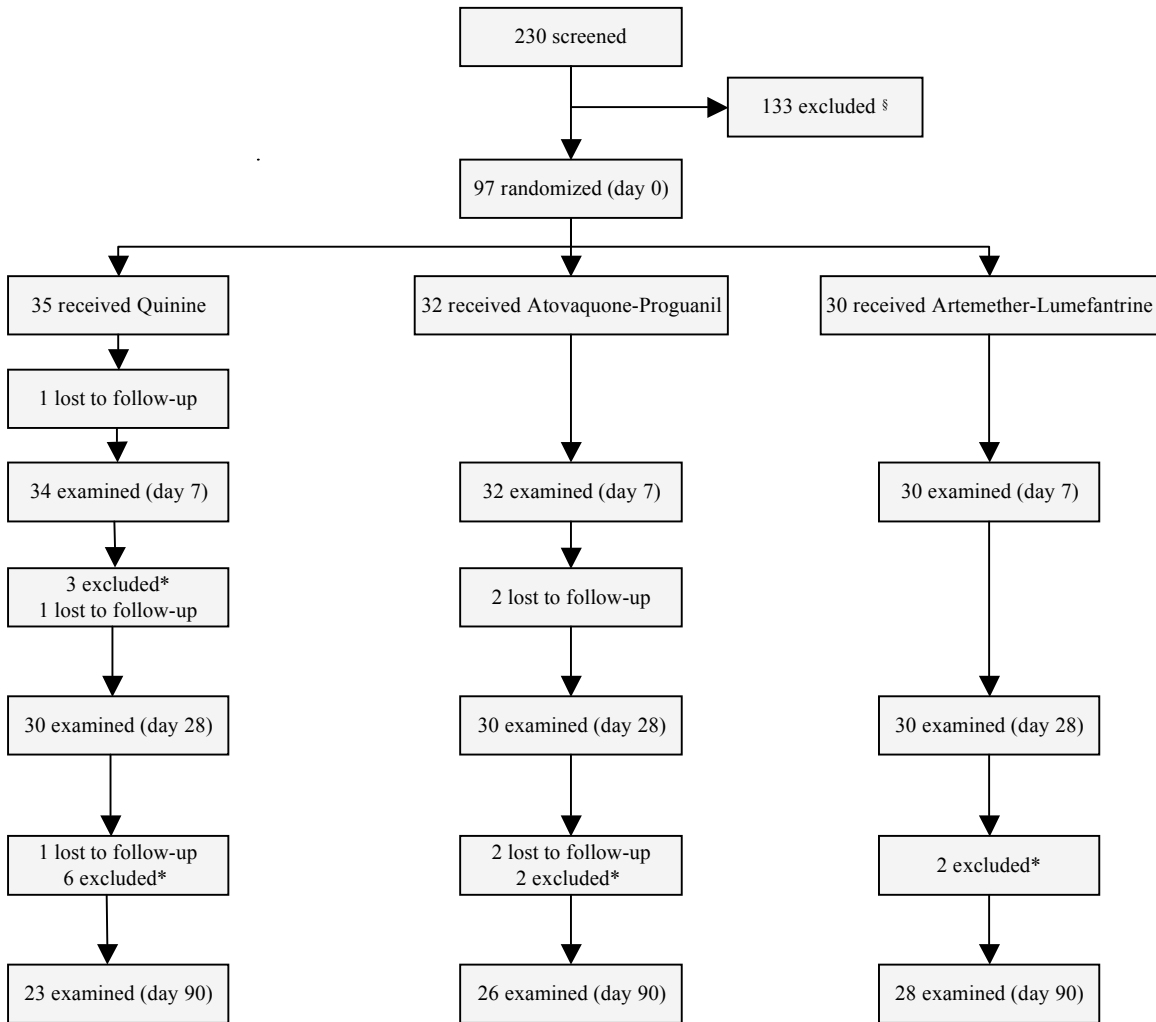 230 screened
133 excluded §
97 randomized (day 0)
35 received Quinine
32 received Atovaquone-Proguanil
30 received Artemether-Lumefantrine
1 lost to follow-up
34 examined (day 7)
32 examined (day 7)
30 examined (day 7)
3 excluded*
1 lost to follow-up
2 lost to follow-up
30 examined (day 28)
30 examined (day 28)
30 examined (day 28)
1 lost to follow-up
6 excluded*
2 lost to follow-up
2 excluded*
2 excluded*
23 examined (day 90)
26 examined (day 90)
28 examined (day 90)